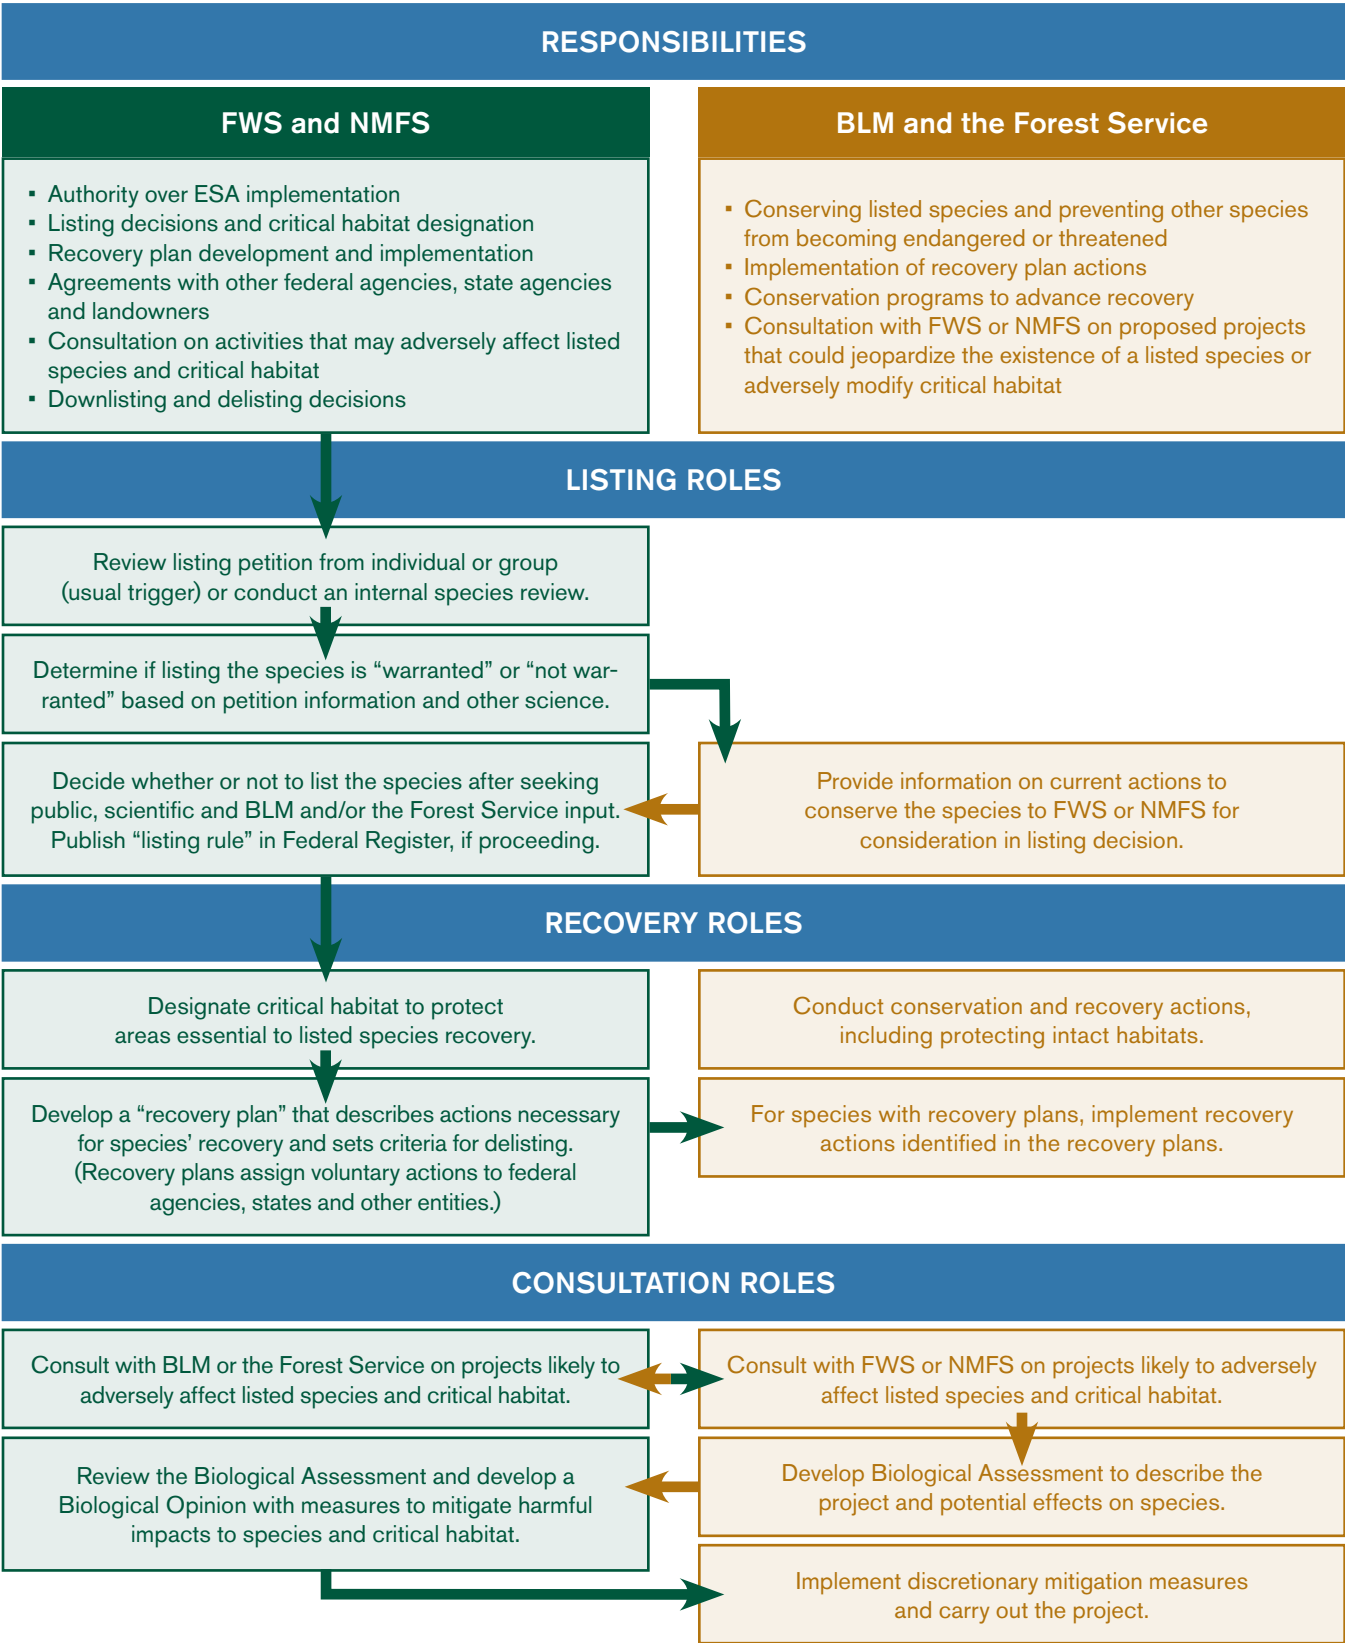 RESPONSIBILITIES
FWS and NMFS
▪ Authority over ESA implementation
▪ Listing decisions and critical habitat designation
▪ Recovery plan development and implementation
▪ Agreements with other federal agencies, state agencies
and landowners
▪ Consultation on activities that may adversely affect listed
species and critical habitat
▪ Downlisting and delisting decisions
BLM and the Forest Service
▪ Conserving listed species and preventing other species
from becoming endangered or threatened
▪ Implementation of recovery plan actions
▪ Conservation programs to advance recovery
▪ Consultation with FWS or NMFS on proposed projects
that could jeopardize the existence of a listed species or
adversely modify critical habitat
LISTING ROLES
Review listing petition from individual or group
(usual trigger) or conduct an internal species review.
Determine if listing the species is “warranted” or “not war-
ranted” based on petition information and other science.
Decide whether or not to list the species after seeking
public, scientific and BLM and/or the Forest Service input.
Publish “listing rule” in Federal Register, if proceeding.
Provide information on current actions to
conserve the species to FWS or NMFS for
consideration in listing decision.
RECOVERY ROLES
Designate critical habitat to protect
areas essential to listed species recovery.
Conduct conservation and recovery actions,
including protecting intact habitats.
Develop a “recovery plan” that describes actions necessary
for species’ recovery and sets criteria for delisting.
(Recovery plans assign voluntary actions to federal
agencies, states and other entities.)
For species with recovery plans, implement recovery
actions identified in the recovery plans.
CONSULTATION ROLES
Consult with BLM or the Forest Service on projects likely to
adversely affect listed species and critical habitat.
Consult with FWS or NMFS on projects likely to adversely
affect listed species and critical habitat.
Review the Biological Assessment and develop a
Biological Opinion with measures to mitigate harmful
impacts to species and critical habitat.
Develop Biological Assessment to describe the
project and potential effects on species.
Implement discretionary mitigation measures
and carry out the project.